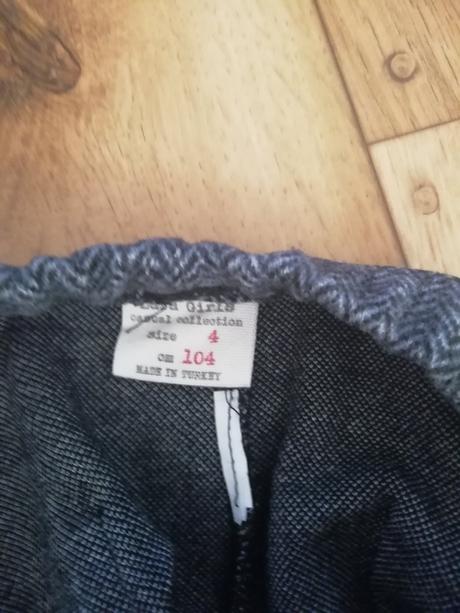 Girls
casual collection
size 4
cm 104
MADE IN TURKEY